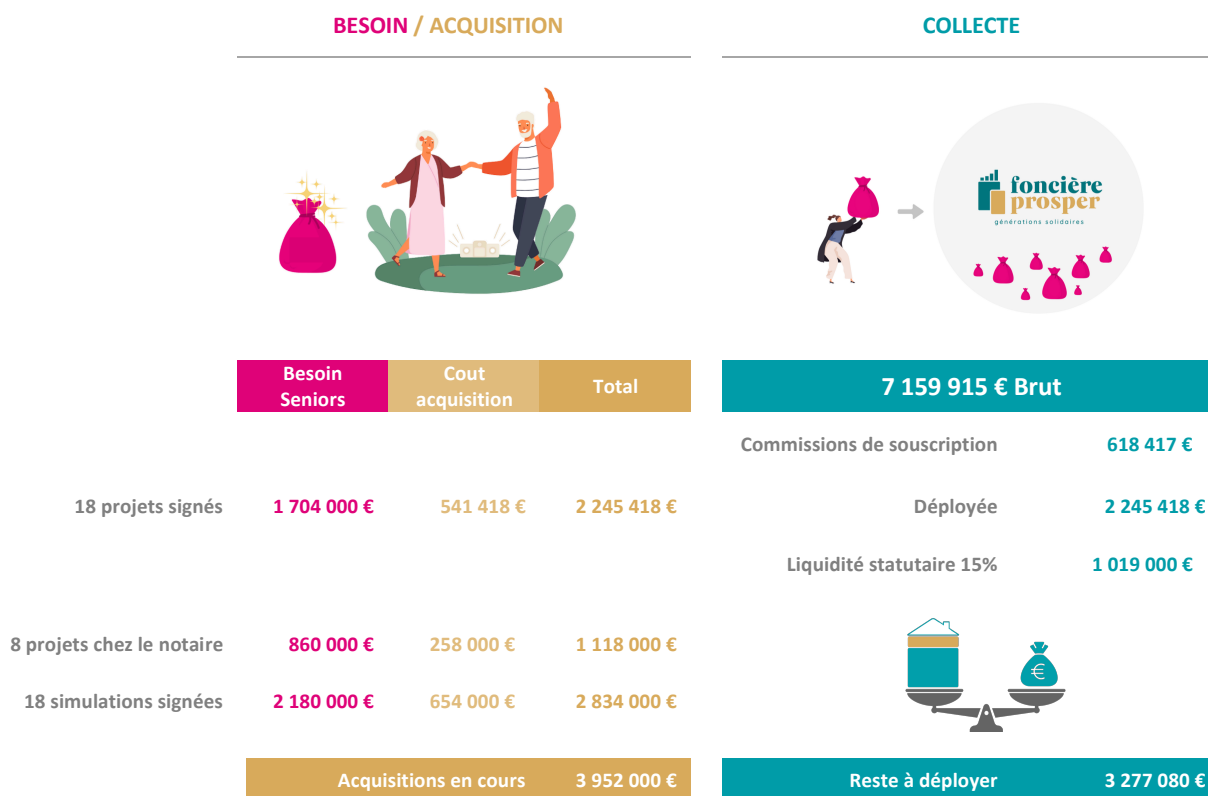 BESOIN / ACQUISITION
COLLECTE
foncière
prosper
générations solidaires
€
Besoin
Seniors
Cout
acquisition
Total
7 159 915 € Brut
Commissions de souscription 618 417 €
18 projets signés 1 704 000 € 541 418 € 2 245 418 €
Déployée 2 245 418 €
Liquidité statutaire 15% 1 019 000 €
8 projets chez le notaire 860 000 € 258 000 € 1 118 000 €
18 simulations signées 2 180 000 € 654 000 € 2 834 000 €
Acquisitions en cours 3 952 000 €
Reste à déployer 3 277 080 €